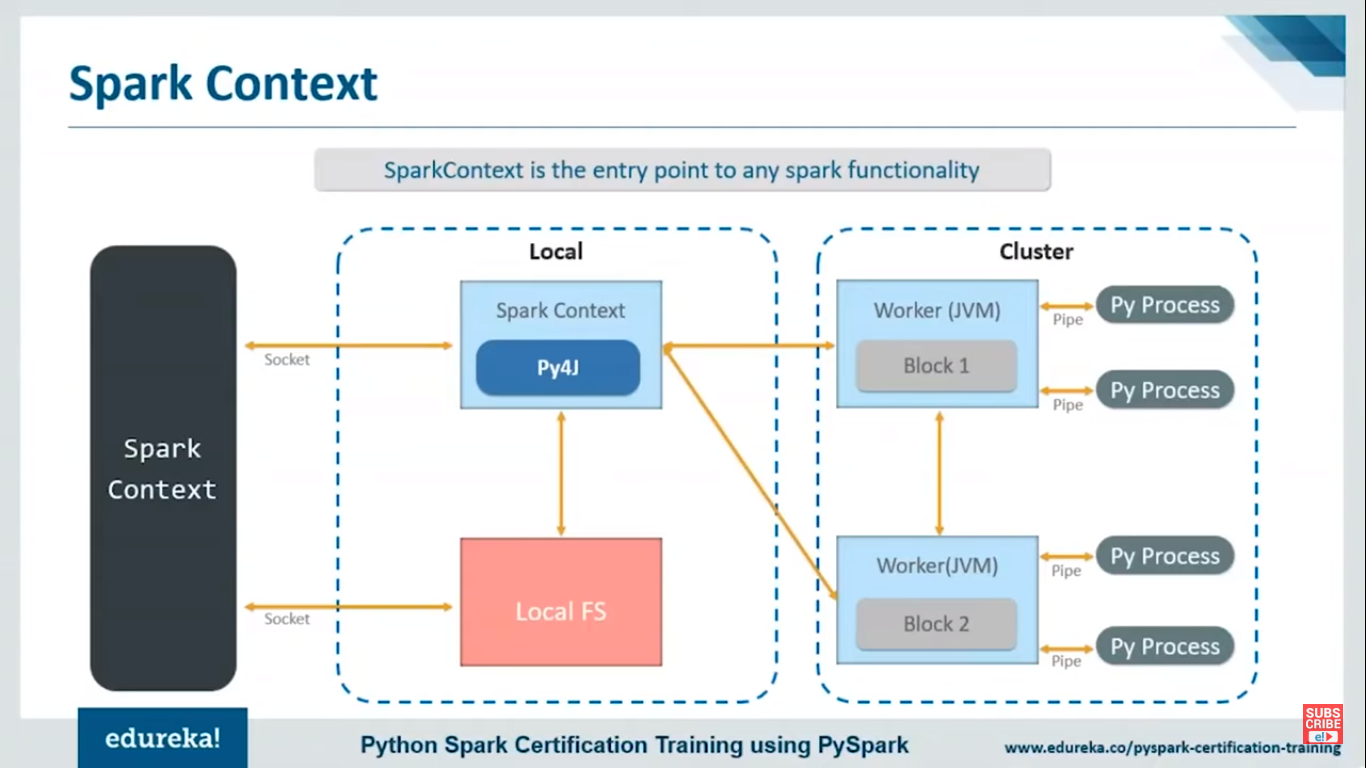 Spark Context
SparkContext is the entry point to any spark functionality
Local
Cluster
Spark
Context
Socket
Socket
Spark Context
Py4J
Local FS
Worker (JVM)
Block 1
Pipe
Py Process
Pipe
Py Process
Worker(JVM)
Block 2
Pipe
Py Process
Pipe
Py Process
edureka!
Python Spark Certification Training using PySpark
www.edureka.co/pyspark-certification-training
SUBS
CRIBE
e!